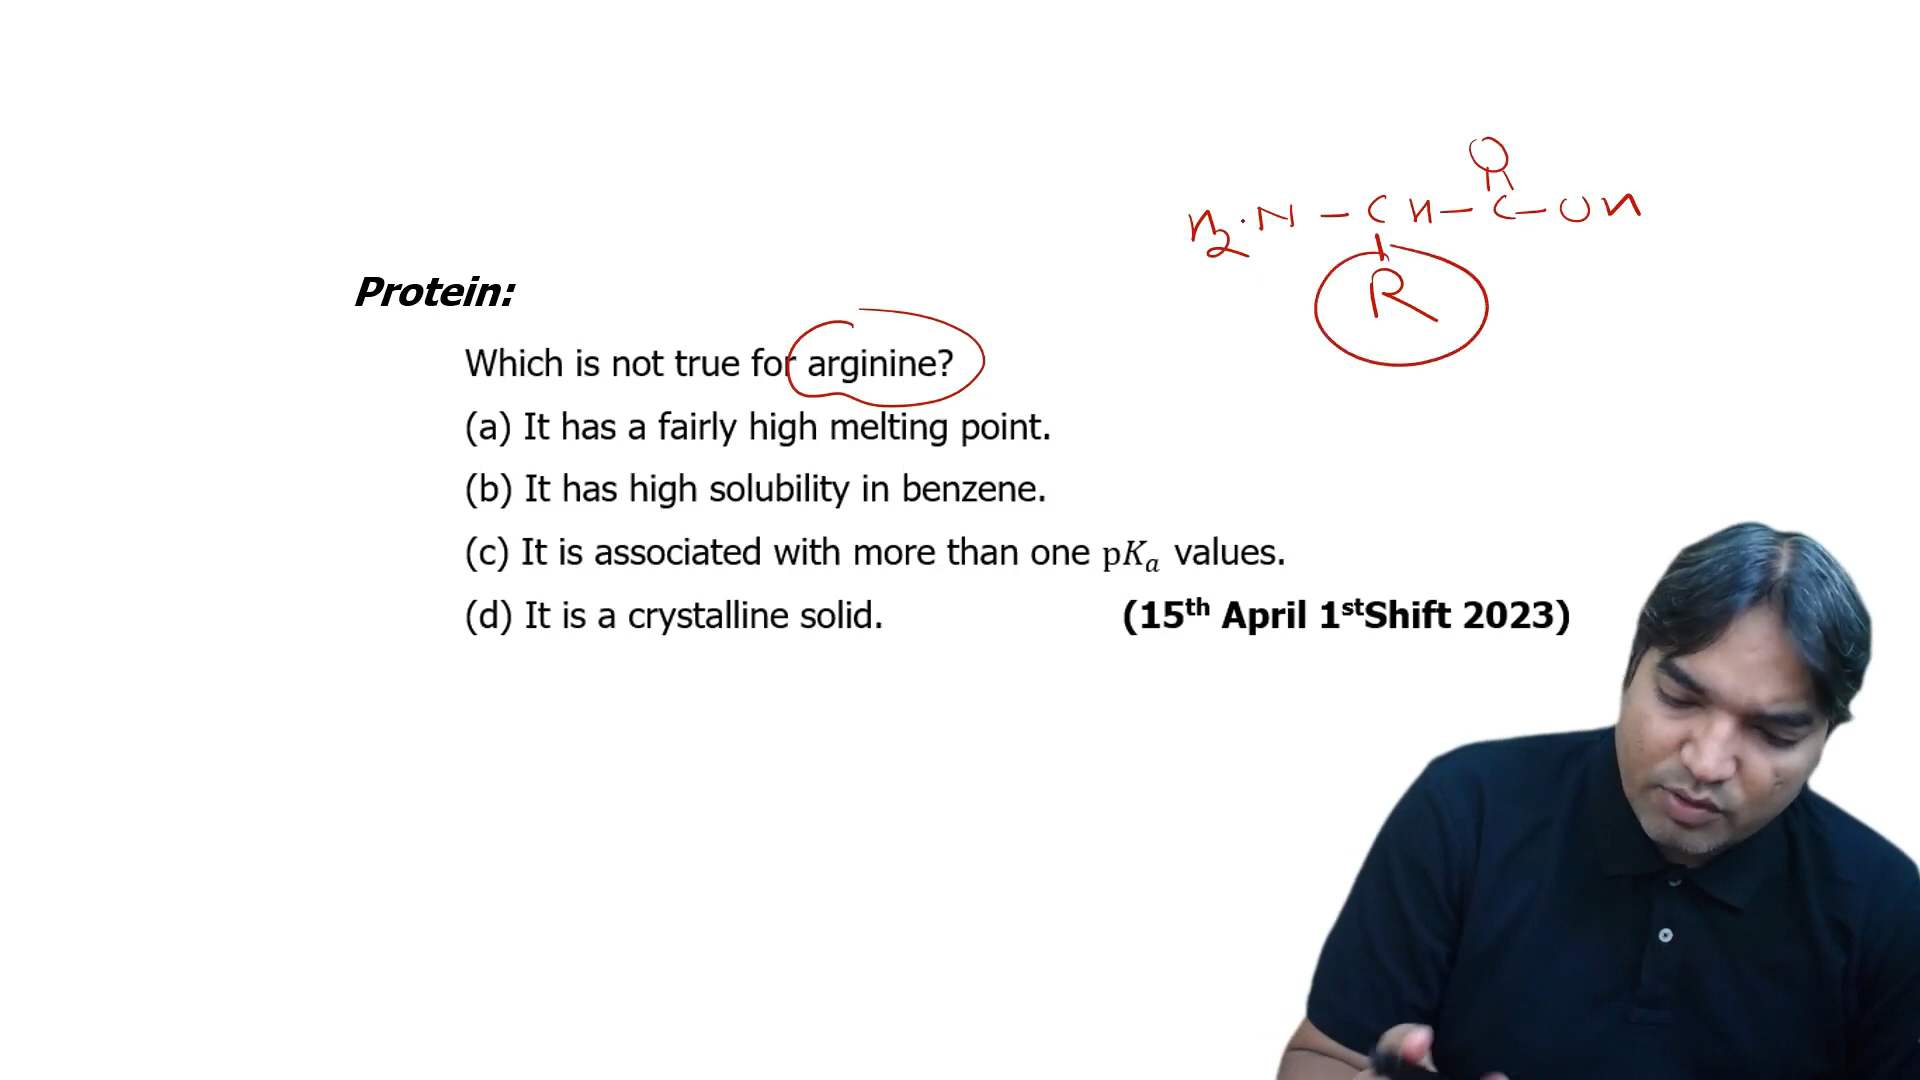 O
H2N – CH – C – OH
R
Protein:
Which is not true for arginine?
(a) It has a fairly high melting point.
(b) It has high solubility in benzene.
(c) It is associated with more than one pKa values.
(d) It is a crystalline solid. (15th April 1stShift 2023)